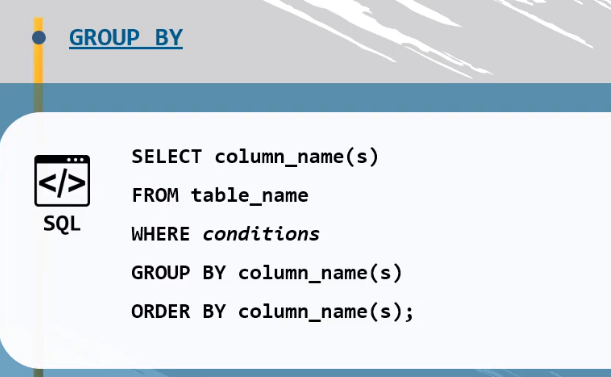 GROUP BY
SELECT column_name(s)
FROM table_name
WHERE conditions
GROUP BY column_name(s)
ORDER BY column_name(s);
</>
SQL